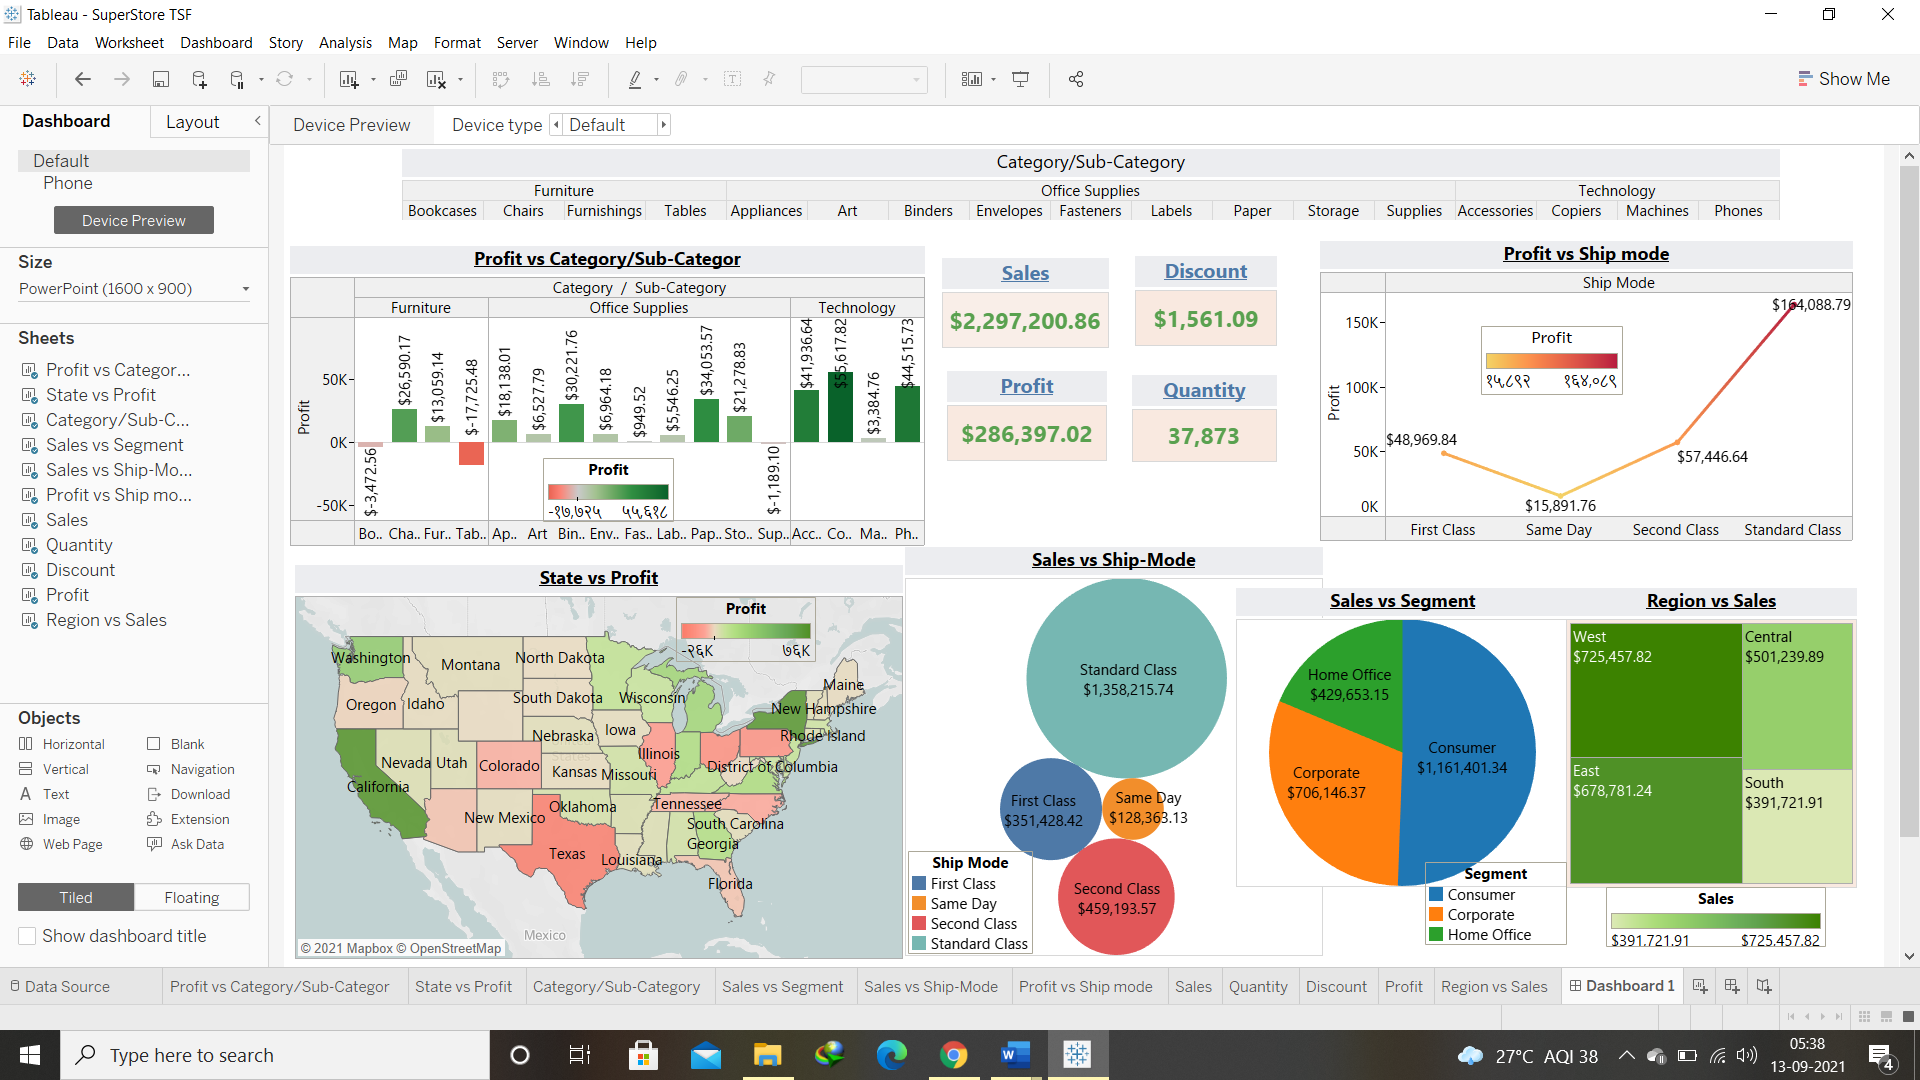 Tableau - SuperStore TSF
File Data Worksheet Dashboard Story Analysis Map Format Server Window Help
Show Me
Dashboard Layout
Device Preview Device type Default
Default
Phone
Device Preview
Size
PowerPoint (1600 x 900)
Sheets
Profit vs Categor...
State vs Profit
Category/Sub-C...
Sales vs Segment
Sales vs Ship-Mo...
Profit vs Ship mo...
Sales
Quantity
Discount
Profit
Region vs Sales
Objects
Horizontal Blank
Vertical Navigation
Text Download
Image Extension
Web Page Ask Data
Tiled Floating
Show dashboard title
Category/Sub-Category
Furniture Office Supplies Technology
Bookcases Chairs Furnishings Tables Appliances Art Binders Envelopes Fasteners Labels Paper Storage Supplies Accessories Copiers Machines Phones
Profit vs Category/Sub-Categor
Category / Sub-Category
Furniture Office Supplies Technology
Profit
50K
0K
-50K
$-3,472.56
$26,590.17
$13,059.14
$-17,725.48
$18,138.01
$6,527.79
$30,221.76
$6,964.18
$949.52
$5,546.25
$34,053.57
$21,278.83
$-1,189.10
$41,936.64
$55,617.82
$3,384.76
$44,515.73
Profit
-१७,७२५ ५५,६१८
Bo.. Cha.. Fur.. Tab.. Ap.. Art Bin.. Env.. Fas.. Lab.. Pap.. Sto.. Sup.. Acc.. Co.. Ma.. Ph..
Sales
$2,297,200.86
Discount
$1,561.09
Profit
$286,397.02
Quantity
37,873
Profit vs Ship mode
Ship Mode
Profit
150K
100K
50K
0K
$164,088.79
Profit
१५,८९२ १६४,०८९
$48,969.84
$57,446.64
$15,891.76
First Class Same Day Second Class Standard Class
State vs Profit
Profit
-२६K ७६K
Washington
Montana
North Dakota
Maine
Oregon
Idaho
South Dakota
Wisconsin
New Hampshire
Nebraska
Iowa
Rhode Island
Nevada
Utah
Colorado
Kansas
Missouri
Illinois
District of Columbia
States
California
Oklahoma
Tennessee
New Mexico
South Carolina
Georgia
Texas
Louisiana
Florida
Mexico
© 2021 Mapbox © OpenStreetMap
Sales vs Ship-Mode
Standard Class
$1,358,215.74
First Class
$351,428.42
Same Day
$128,363.13
Second Class
$459,193.57
Ship Mode
First Class
Same Day
Second Class
Standard Class
Sales vs Segment
Home Office
$429,653.15
Consumer
$1,161,401.34
Corporate
$706,146.37
Segment
Consumer
Corporate
Home Office
Region vs Sales
West
$725,457.82
Central
$501,239.89
East
$678,781.24
South
$391,721.91
Sales
$391,721.91 $725,457.82
Data Source Profit vs Category/Sub-Categor State vs Profit Category/Sub-Category Sales vs Segment Sales vs Ship-Mode Profit vs Ship mode Sales Quantity Discount Profit Region vs Sales Dashboard 1
Type here to search
27°C AQI 38
05:38
13-09-2021
4